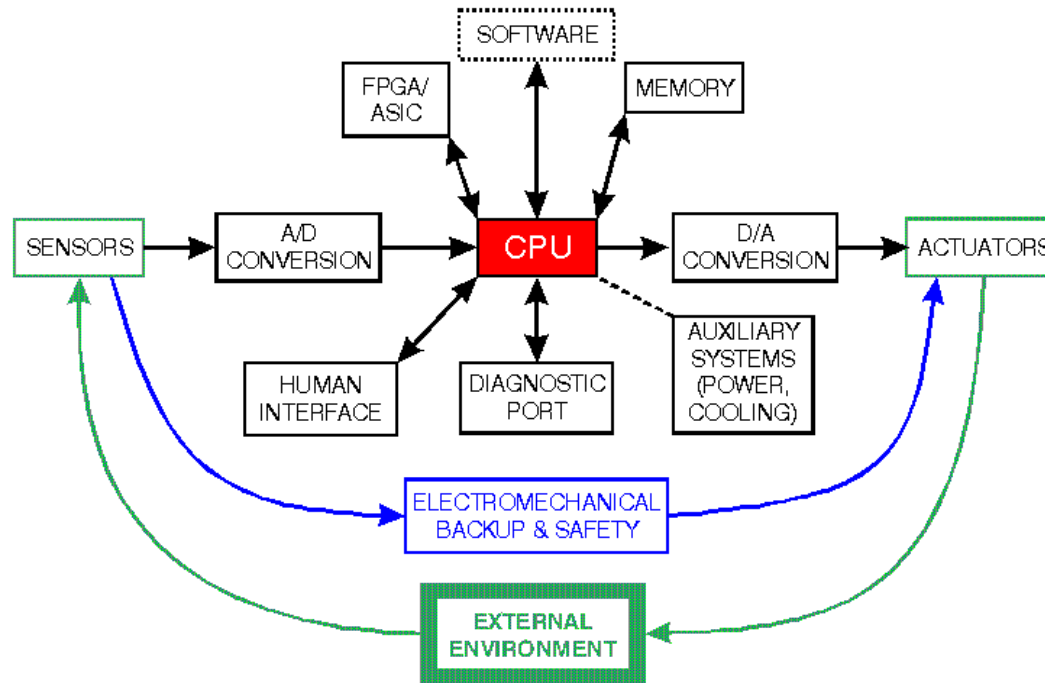 SOFTWARE
FPGA/
ASIC
MEMORY
SENSORS
A/D
CONVERSION
CPU
D/A
CONVERSION
ACTUATORS
HUMAN
INTERFACE
DIAGNOSTIC
PORT
AUXILIARY
SYSTEMS
(POWER,
COOLING)
ELECTROMECHANICAL
BACKUP & SAFETY
EXTERNAL
ENVIRONMENT